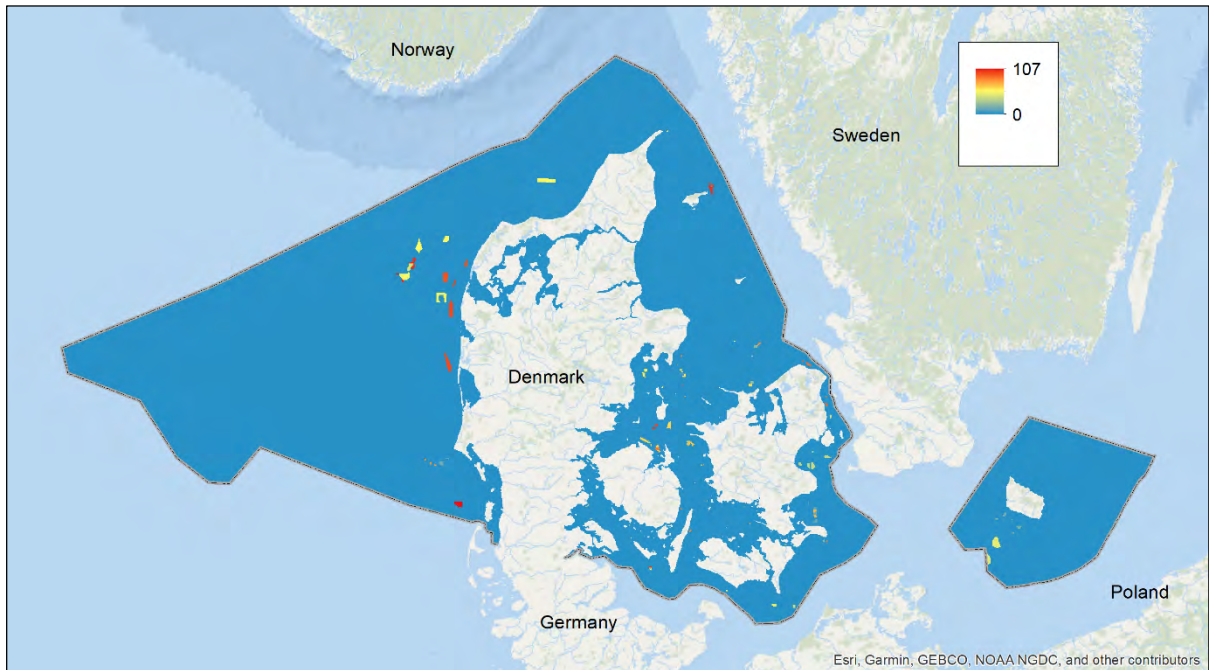 Norway
107
0
Sweden
Denmark
Poland
Germany
Esri, Garmin, GEBCO, NOAA NGDC, and other contributors